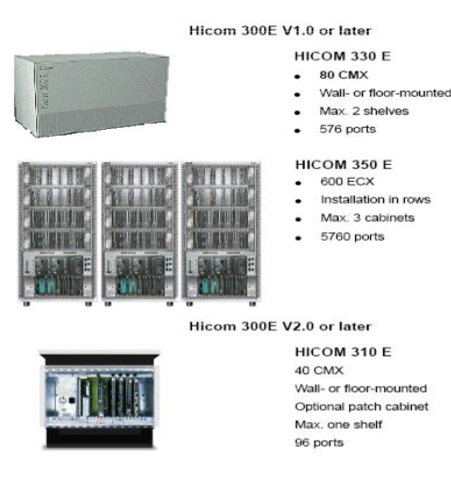 Hicom 300E V1.0 or later
HICOM 330 E
80 CMX
Wall- or floor-mounted
Max. 2 shelves
576 ports
HICOM 350 E
600 ECX
Installation in rows
Max. 3 cabinets
5760 ports
Hicom 300E V2.0 or later
HICOM 310 E
40 CMX
Wall- or floor-mounted
Optional patch cabinet
Max. one shelf
96 ports